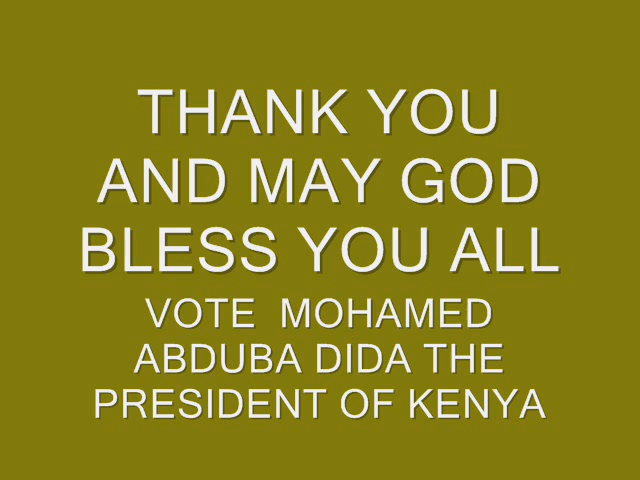 THANK YOU
AND MAY GOD
BLESS YOU ALL
VOTE  MOHAMED
ABDUBA DIDA THE
PRESIDENT OF KENYA